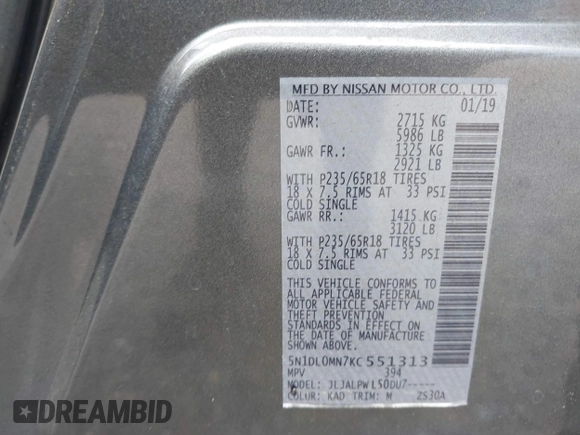 MFD BY NISSAN MOTOR CO., LTD.
DATE: 01/19
GVWR: 2715 KG
5986 LB
GAWR FR.: 1325 KG
2921 LB
WITH P235/65R18 TIRES
18 X 7.5 RIMS AT 33 PSI
COLD SINGLE
GAWR RR.: 1415 KG
3120 LB
WITH P235/65R18 TIRES
18 X 7.5 RIMS AT 33 PSI
COLD SINGLE
THIS VEHICLE CONFORMS TO
ALL APPLICABLE FEDERAL
MOTOR VEHICLE SAFETY AND
THEFT PREVENTION
STANDARDS IN EFFECT ON
THE DATE OF MANUFACTURE
SHOWN ABOVE.
5N1DL0MN7KC551313
MPV 394
MODEL: JLJALPWL50DU7-----
COLOR: KAD TRIM: M ZS30A
DREAMBID